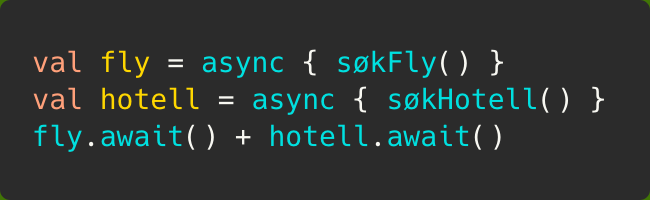 val fly = async { søkFly() }
val hotell = async { søkHotell() }
fly.await() + hotell.await()